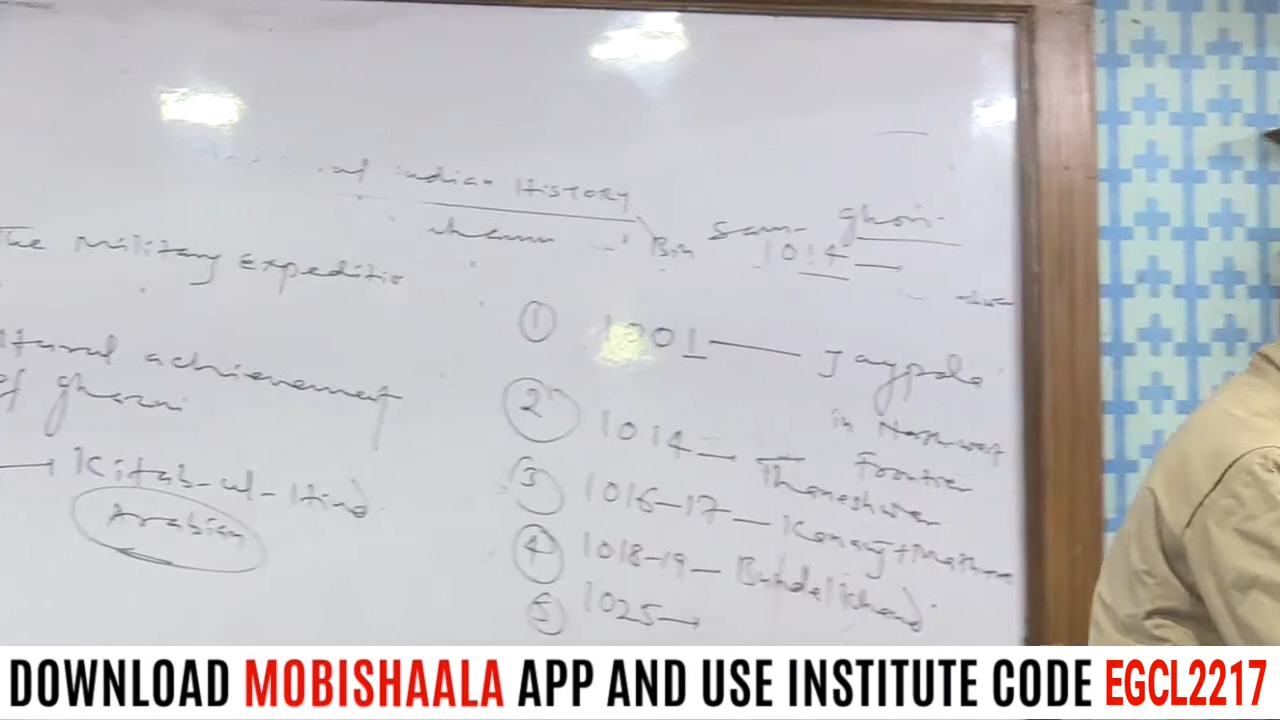 indian HISTORY
Bin Sam- ghori-
1014 —
The Military Expeditio
achievement
of ghazni
→ Kitab-ul-Hind
Arabian
① 1001 — Jaypala
in North west
Frontier
② 1014 → Thaneshwar
③ 1016-17 — Kanauj + Mathura
④ 1018-19 — Bundelkhand
⑤ 1025 →
DOWNLOAD MOBISHAALA APP AND USE INSTITUTE CODE EGCL2217